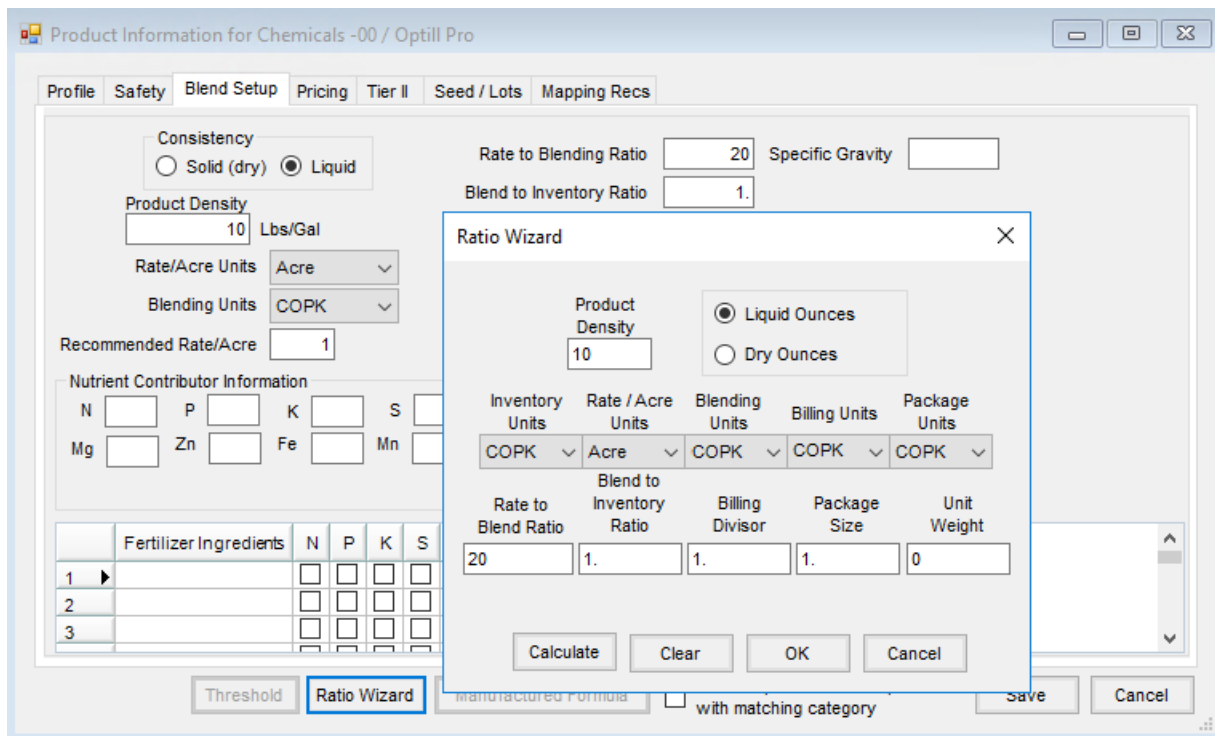 Product Information for Chemicals -00 / Optill Pro
Profile Safety Blend Setup Pricing Tier II Seed / Lots Mapping Recs
Consistency
Solid (dry) Liquid
Rate to Blending Ratio 20 Specific Gravity
Blend to Inventory Ratio 1.
Product Density
10 Lbs/Gal
Rate/Acre Units Acre
Blending Units COPK
Recommended Rate/Acre 1
Nutrient Contributor Information
N P K S
Mg Zn Fe Mn
Fertilizer Ingredients N P K S
1
2
3
Ratio Wizard
Product
Density
10
Liquid Ounces
Dry Ounces
Inventory
Units
Rate / Acre
Units
Blending
Units
Billing Units
Package
Units
COPK Acre COPK COPK COPK
Rate to
Blend Ratio
Blend to
Inventory
Ratio
Billing
Divisor
Package
Size
Unit
Weight
20 1. 1. 1. 0
Calculate Clear OK Cancel
Threshold Ratio Wizard Manufactured Formula
with matching category
Save Cancel